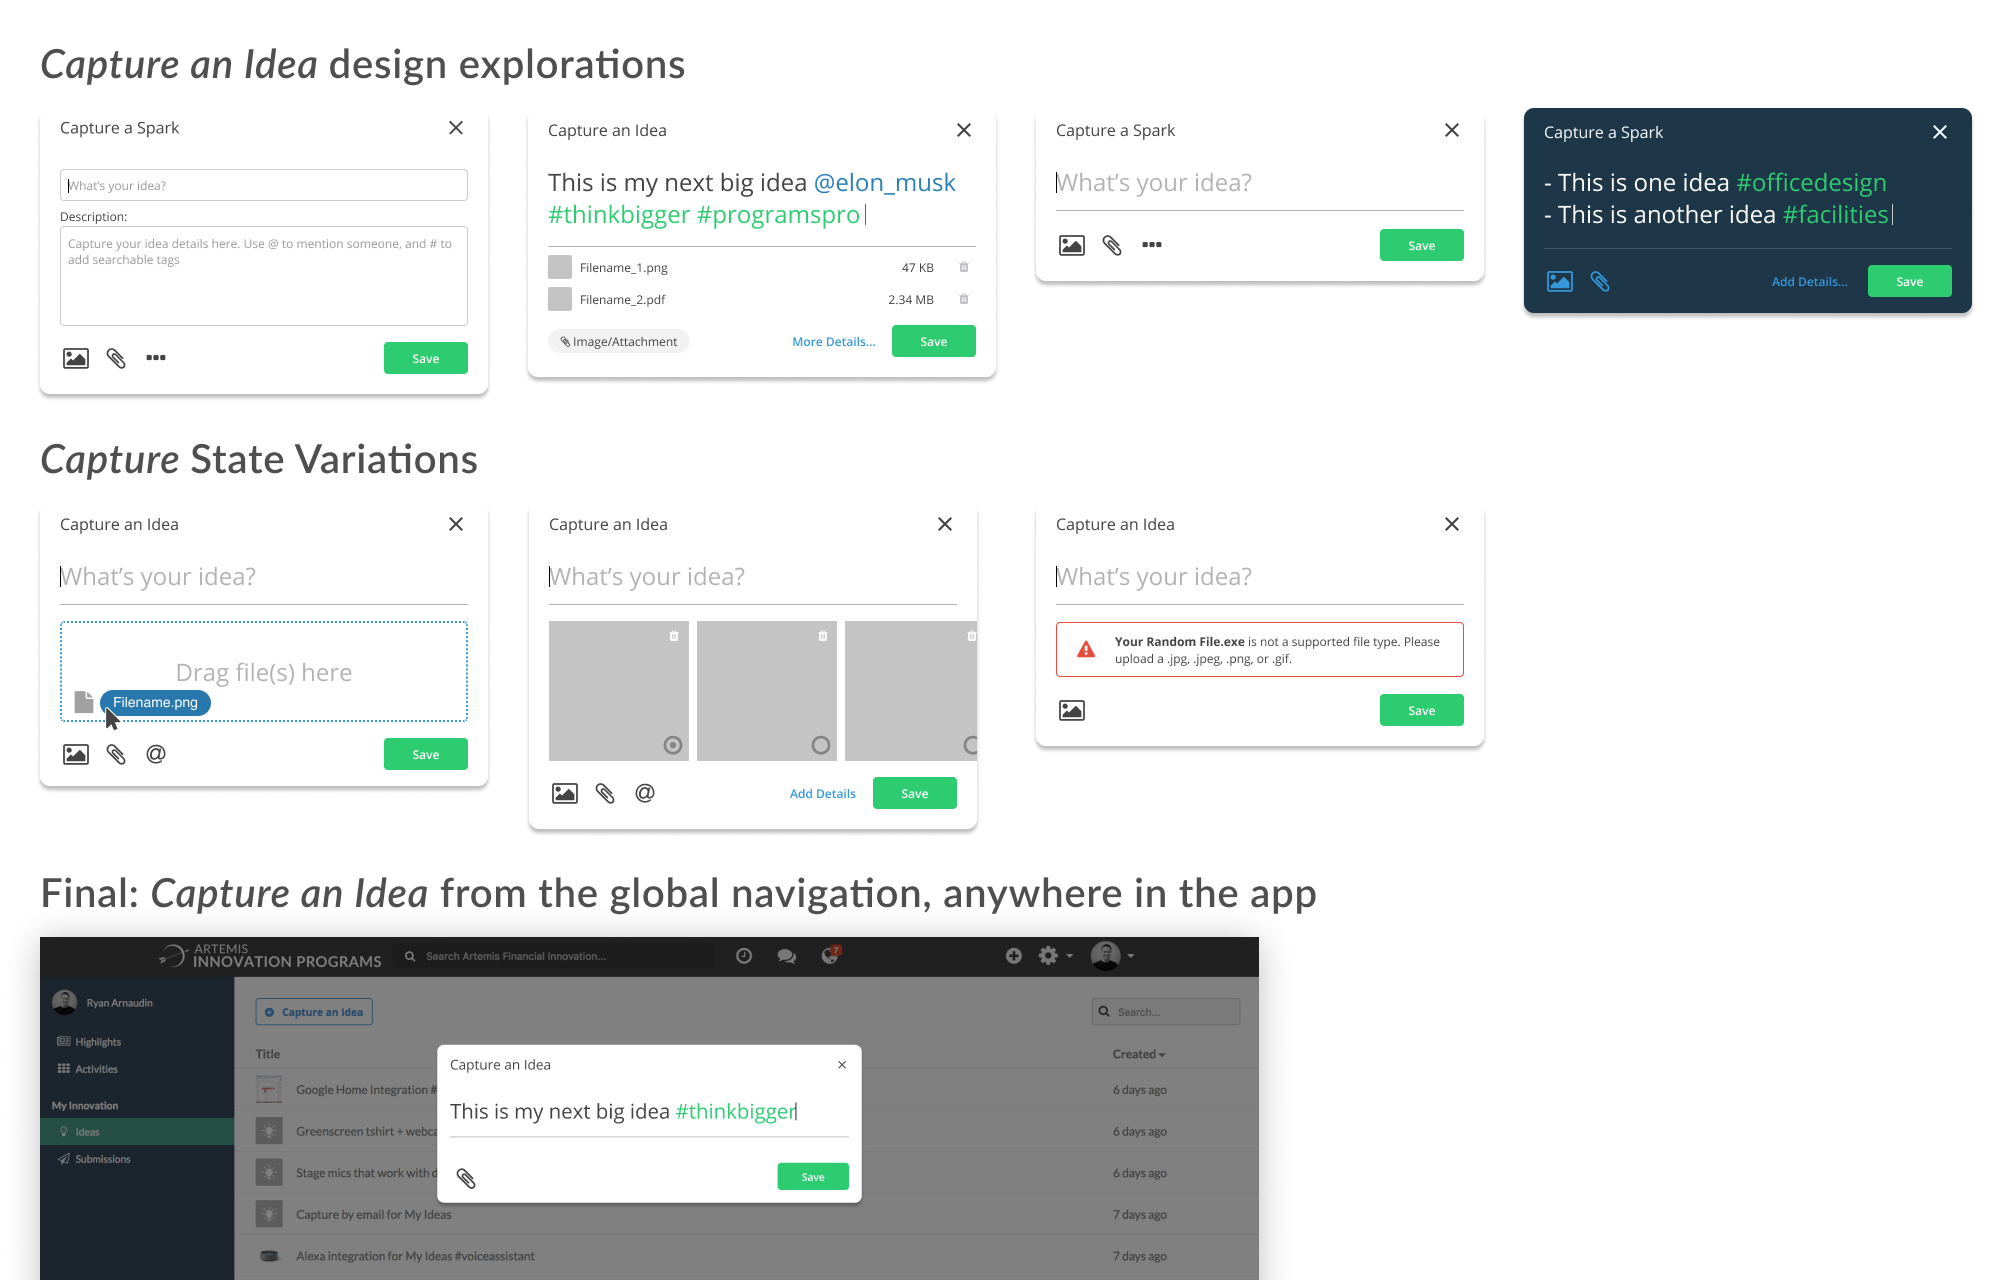 Capture an Idea design explorations
Capture a Spark
What's your idea?
Description:
Capture your idea details here. Use @ to mention someone, and # to
add searchable tags
Save
Capture an Idea
This is my next big idea @elon_musk
#thinkbigger #programspro
Filename_1.png 47 KB
Filename_2.pdf 2.34 MB
Image/Attachment More Details... Save
Capture a Spark
What’s your idea?
Save
Capture a Spark
- This is one idea #officedesign
- This is another idea #facilities
Add Details... Save
Capture State Variations
Capture an Idea
What’s your idea?
Drag file(s) here
Filename.png
@ Save
Capture an Idea
What’s your idea?
@ Add Details Save
Capture an Idea
What’s your idea?
Your Random File.exe is not a supported file type. Please
upload a .jpg, .jpeg, .png, or .gif.
Save
Final: Capture an Idea from the global navigation, anywhere in the app
ARTEMIS
INNOVATION PROGRAMS
Search Artemis Financial Innovation...
7
Ryan Arnaudin
Highlights
Activities
My Innovation
Ideas
Submissions
Capture an Idea
Search...
Title Created
Google Home Integration # 6 days ago
Greenscreen tshirt + webca 6 days ago
Stage mics that work with d 6 days ago
Capture by email for My Ideas 7 days ago
Alexa integration for My Ideas #voiceassistant 7 days ago
Capture an Idea
This is my next big idea #thinkbigger
Save